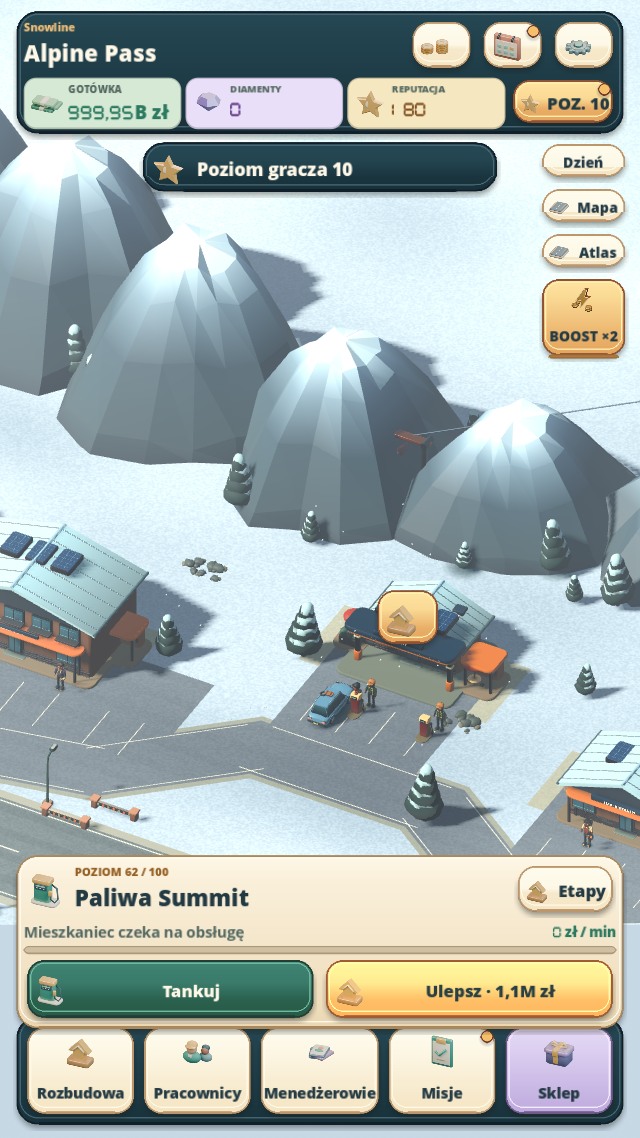 Snowline
Alpine Pass
GOTÓWKA
999,95B zł
DIAMENTY
0
REPUTACJA
180
POZ. 10
Poziom gracza 10
Dzień
Mapa
Atlas
BOOST ×2
POZIOM 62 / 100
Paliwa Summit
Etapy
Mieszkaniec czeka na obsługę
0 zł / min
Tankuj
Ulepsz · 1,1M zł
Rozbudowa
Pracownicy
Menedżerowie
Misje
Sklep